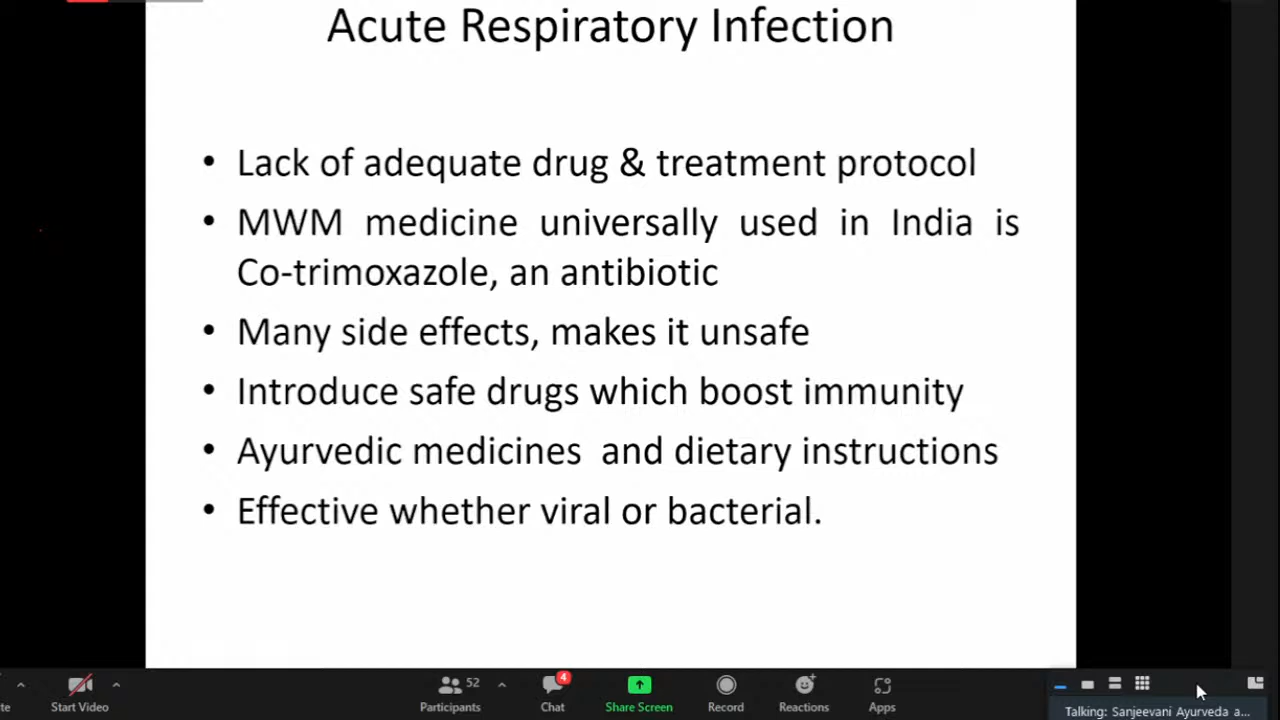 Acute Respiratory Infection
• Lack of adequate drug & treatment protocol
• MWM medicine universally used in India is
Co-trimoxazole, an antibiotic
• Many side effects, makes it unsafe
• Introduce safe drugs which boost immunity
• Ayurvedic medicines and dietary instructions
• Effective whether viral or bacterial.
te
Start Video
52
Participants
4
Chat
Share Screen
Record
Reactions
Apps
Talking: Sanjeevani Ayurveda a...